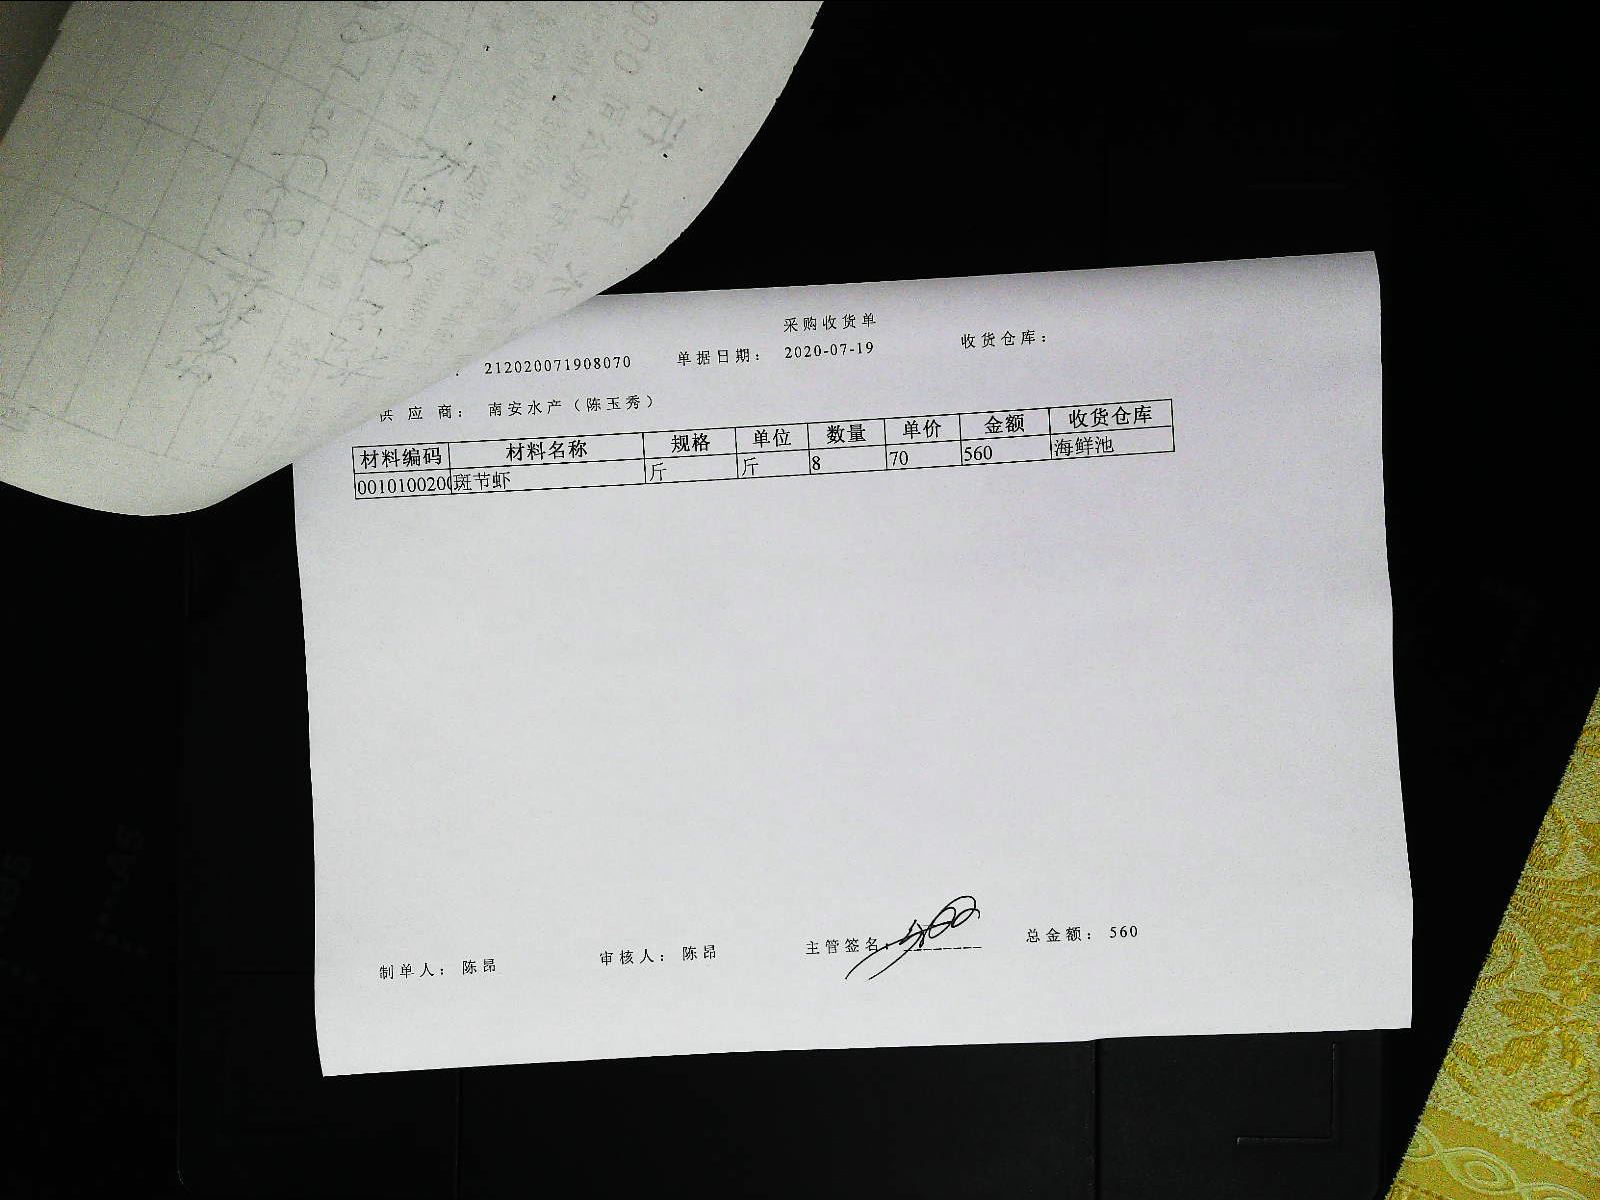 采购收货单
212020071908070 单据日期: 2020-07-19 收货仓库:
供应商: 南安水产(陈玉秀)
材料编码 材料名称 规格 单位 数量 单价 金额 收货仓库
0010100200 斑节虾 斤 斤 8 70 560 海鲜池
制单人: 陈昂 审核人: 陈昂 主管签名: 总金额: 560